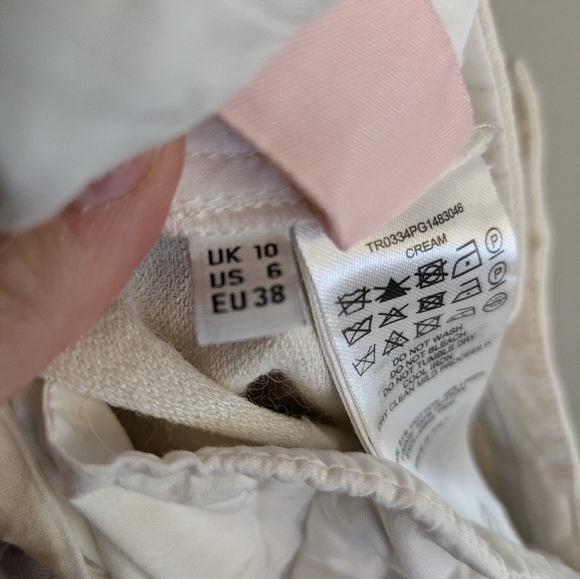 UK 10
US 6
EU 38
TR0334PG1483046
CREAM
P
P
DO NOT WASH
DO NOT BLEACH
DO NOT TUMBLE DRY
COOL IRON
DRY CLEAN MILD PROCESS